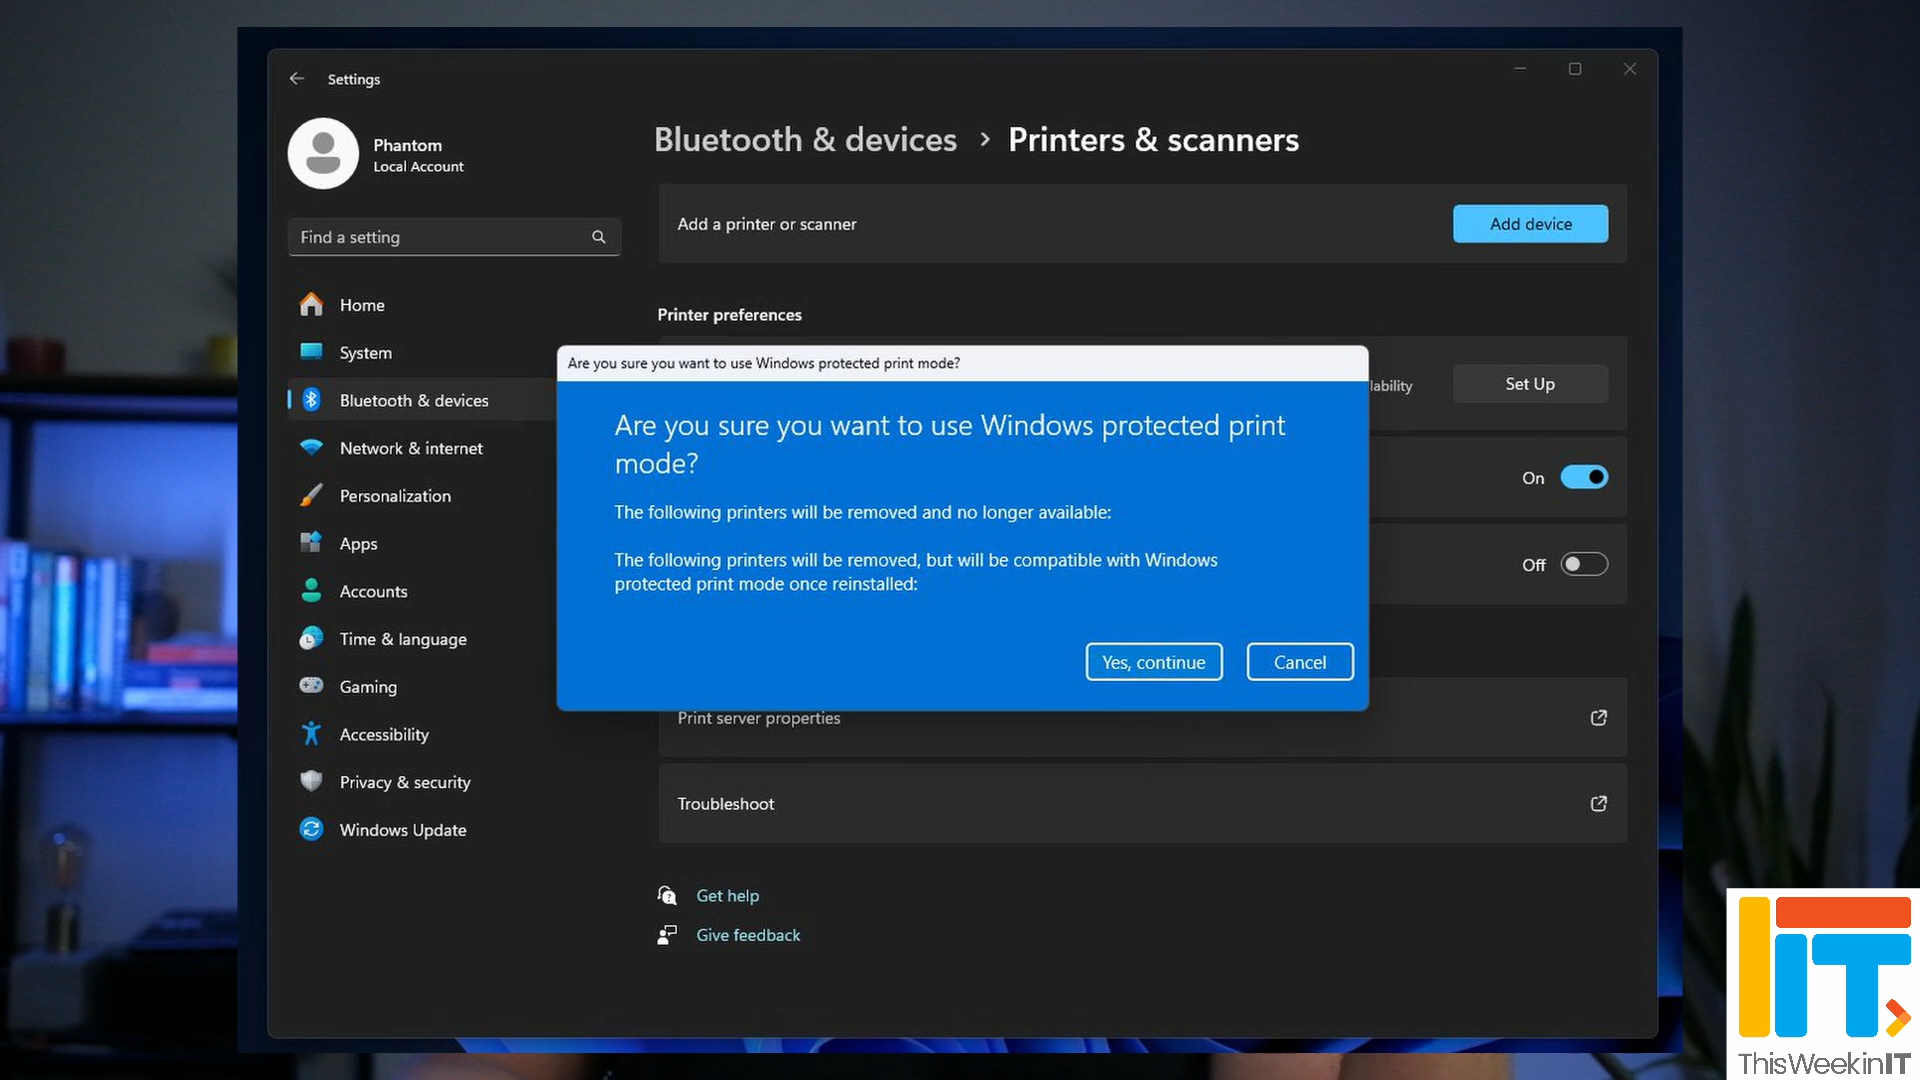 Settings
Phantom
Local Account
Find a setting
Home
System
Bluetooth & devices
Network & internet
Personalization
Apps
Accounts
Time & language
Gaming
Accessibility
Privacy & security
Windows Update
Bluetooth & devices > Printers & scanners
Add a printer or scanner
Add device
Printer preferences
lability
Set Up
On
Off
Are you sure you want to use Windows protected print mode?
Are you sure you want to use Windows protected print
mode?
The following printers will be removed and no longer available:
The following printers will be removed, but will be compatible with Windows
protected print mode once reinstalled:
Yes, continue
Cancel
Print server properties
Troubleshoot
Get help
Give feedback
IT
ThisWeekinIT